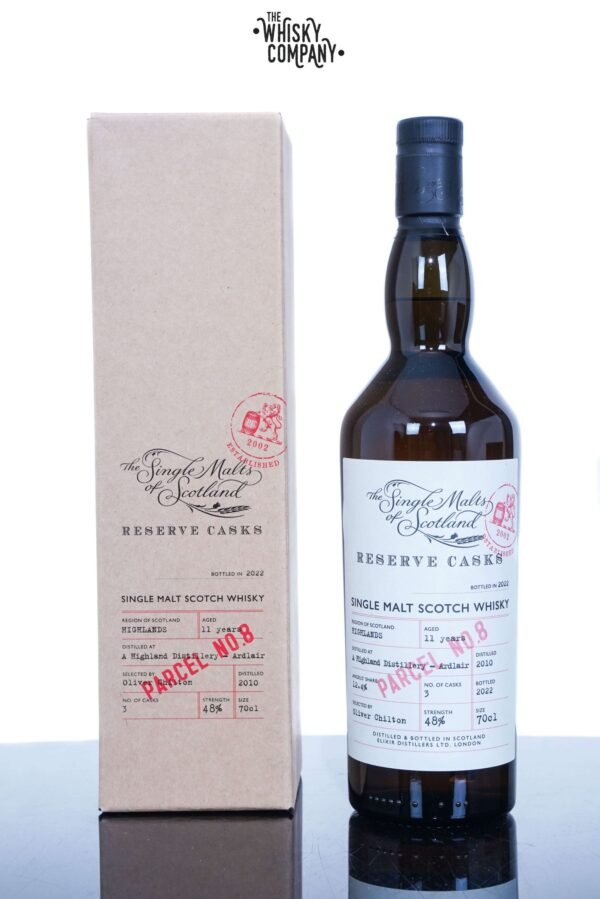 THE
WHISKY
COMPANY
ESTABLISHED
2002
The Single Malts
of Scotland
RESERVE CASKS
BOTTLED IN 2022
SINGLE MALT SCOTCH WHISKY
REGION OF SCOTLAND
HIGHLANDS
AGED
11 years
DISTILLED AT
A Highland Distillery - Ardlair
SELECTED BY
Oliver Chilton
DISTILLED
2010
NO. OF CASKS
3
STRENGTH
48%
SIZE
70cl
PARCEL NO.8
The Single Malts
of Scotland
2002
ESTABLISHED
RESERVE CASKS
BOTTLED IN 2022
SINGLE MALT SCOTCH WHISKY
REGION OF SCOTLAND
HIGHLANDS
AGED
11 years
DISTILLED AT
A Highland Distillery - Ardlair
DISTILLED
2010
ANGELS' SHARE
12.4%
NO. OF CASKS
3
BOTTLED
2022
SELECTED BY
Oliver Chilton
STRENGTH
48%
SIZE
70cl
PARCEL NO.8
DISTILLED & BOTTLED IN SCOTLAND
ELIXIR DISTILLERS LTD. LONDON